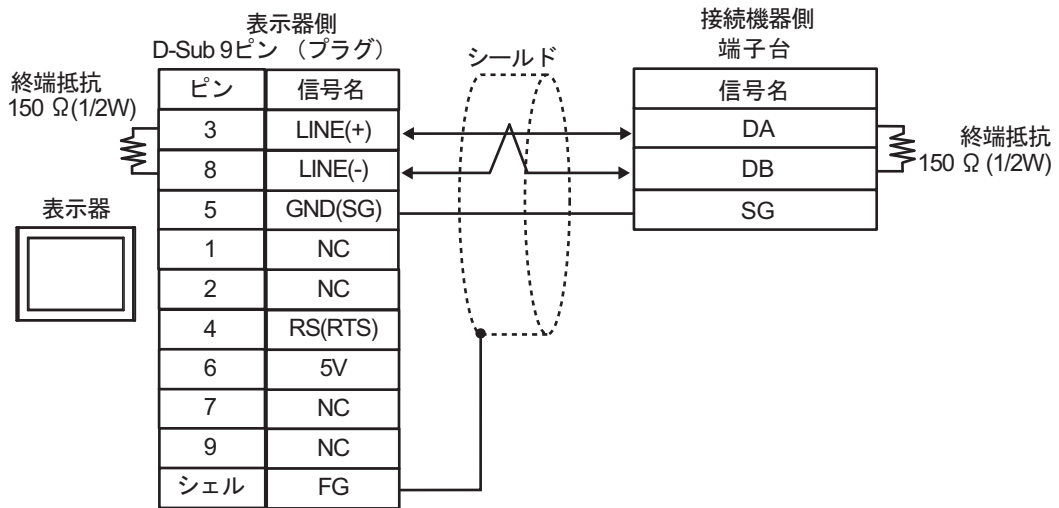 表示器側
D-Sub 9ピン （プラグ）
シールド
接続機器側
端子台
終端抵抗
150 Ω(1/2W)
ピン 信号名
3 LINE(+)
8 LINE(-)
5 GND(SG)
1 NC
2 NC
4 RS(RTS)
6 5V
7 NC
9 NC
シェル FG
表示器
信号名
DA
DB
SG
終端抵抗
150 Ω (1/2W)